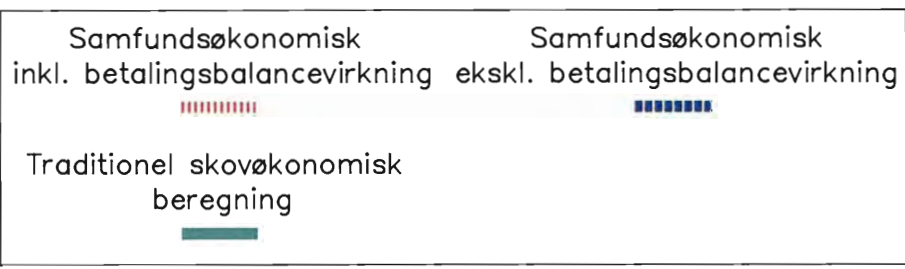 Samfundsøkonomisk
inkl. betalingsbalancevirkning
Samfundsøkonomisk
ekskl. betalingsbalancevirkning
Traditionel skovøkonomisk
beregning